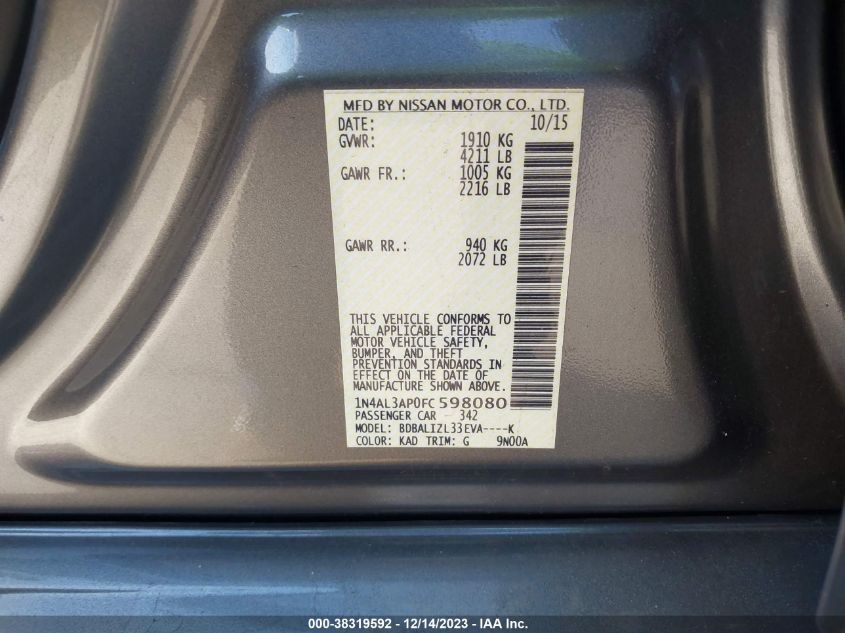 MFD BY NISSAN MOTOR CO., LTD.
DATE: 10/15
GVWR: 1910 KG
4211 LB
GAWR FR.: 1005 KG
2216 LB
GAWR RR.: 940 KG
2072 LB
THIS VEHICLE CONFORMS TO
ALL APPLICABLE FEDERAL
MOTOR VEHICLE SAFETY,
BUMPER, AND THEFT
PREVENTION STANDARDS IN
EFFECT ON THE DATE OF
MANUFACTURE SHOWN ABOVE.
1N4AL3AP0FC598080
PASSENGER CAR 342
MODEL: BDBALIZL33EVA----K
COLOR: KAD TRIM: G 9N00A
000-38319592 - 12/14/2023 - IAA Inc.